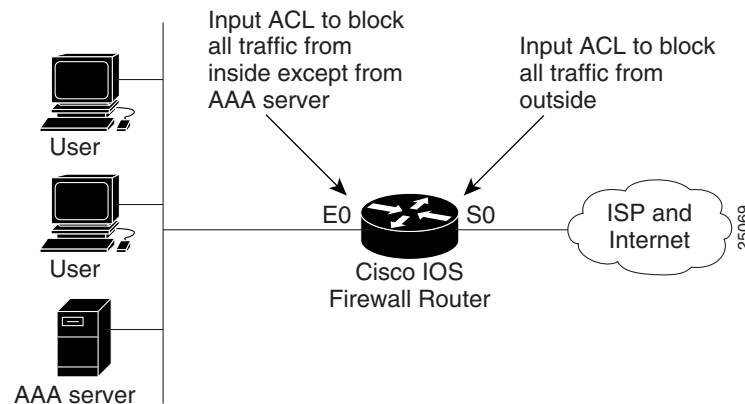 Input ACL to block
all traffic from
inside except from
AAA server
Input ACL to block
all traffic from
outside
User
User
AAA server
E0
S0
Cisco IOS
Firewall Router
ISP and
Internet
25069